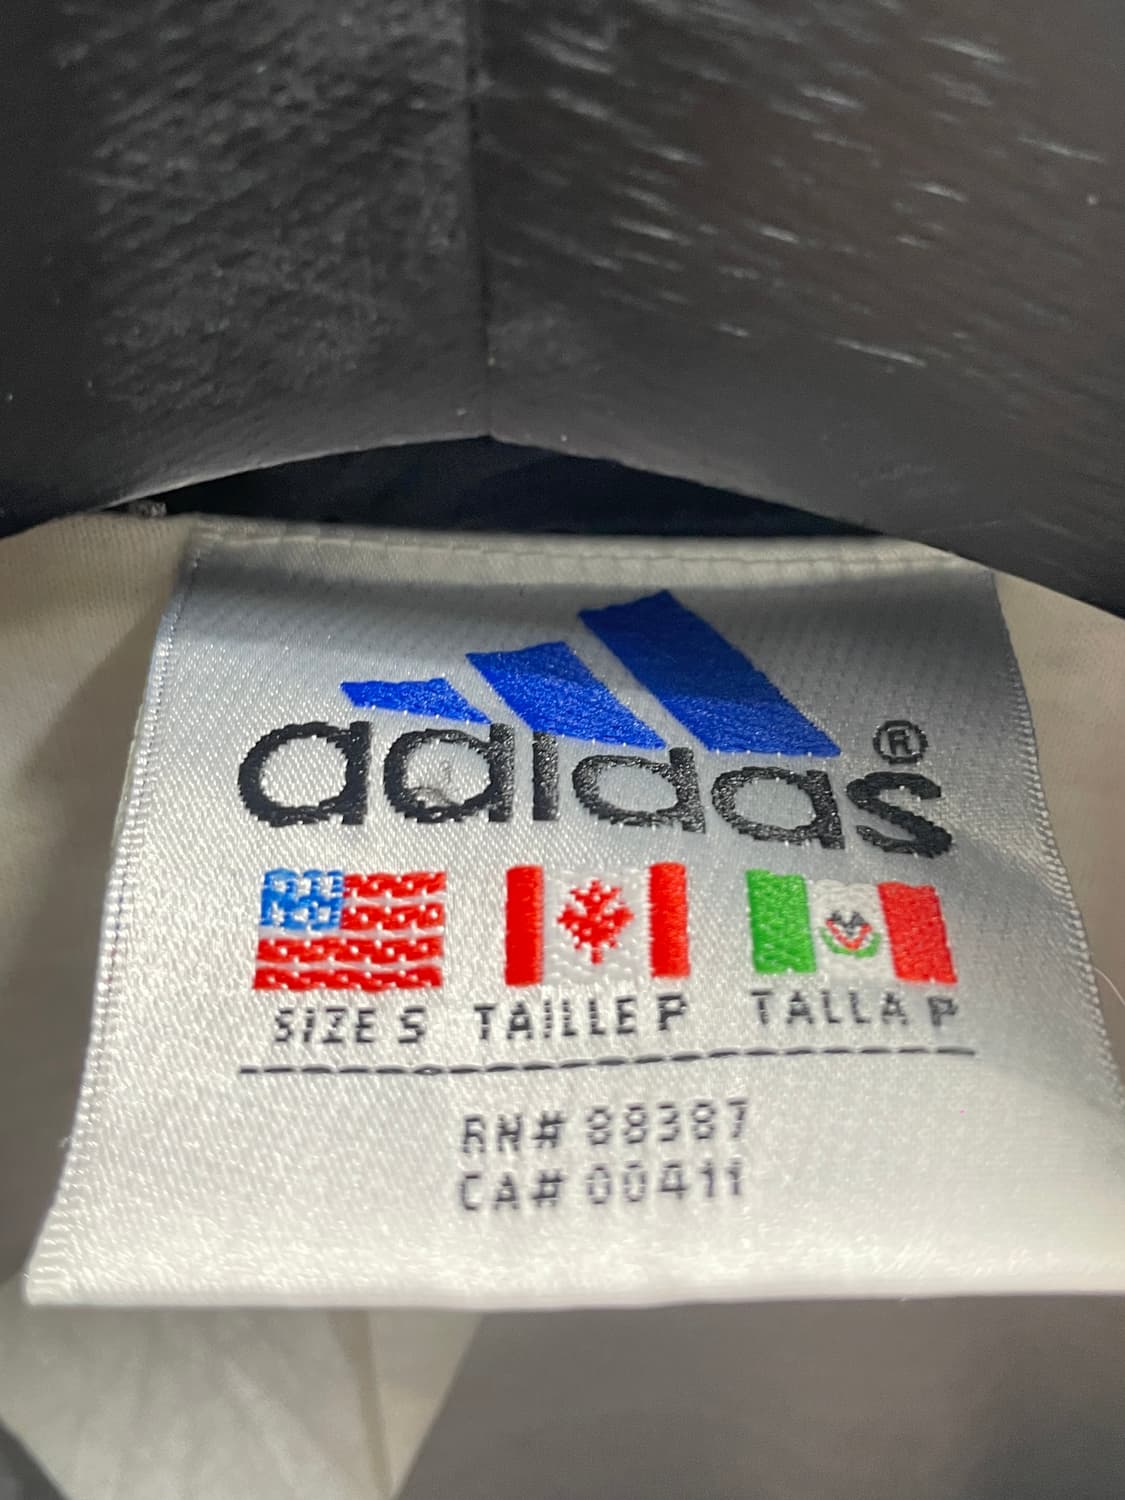 adidas®
SIZE S TAILLE P TALLA P
RN# 88387
CA# 00411